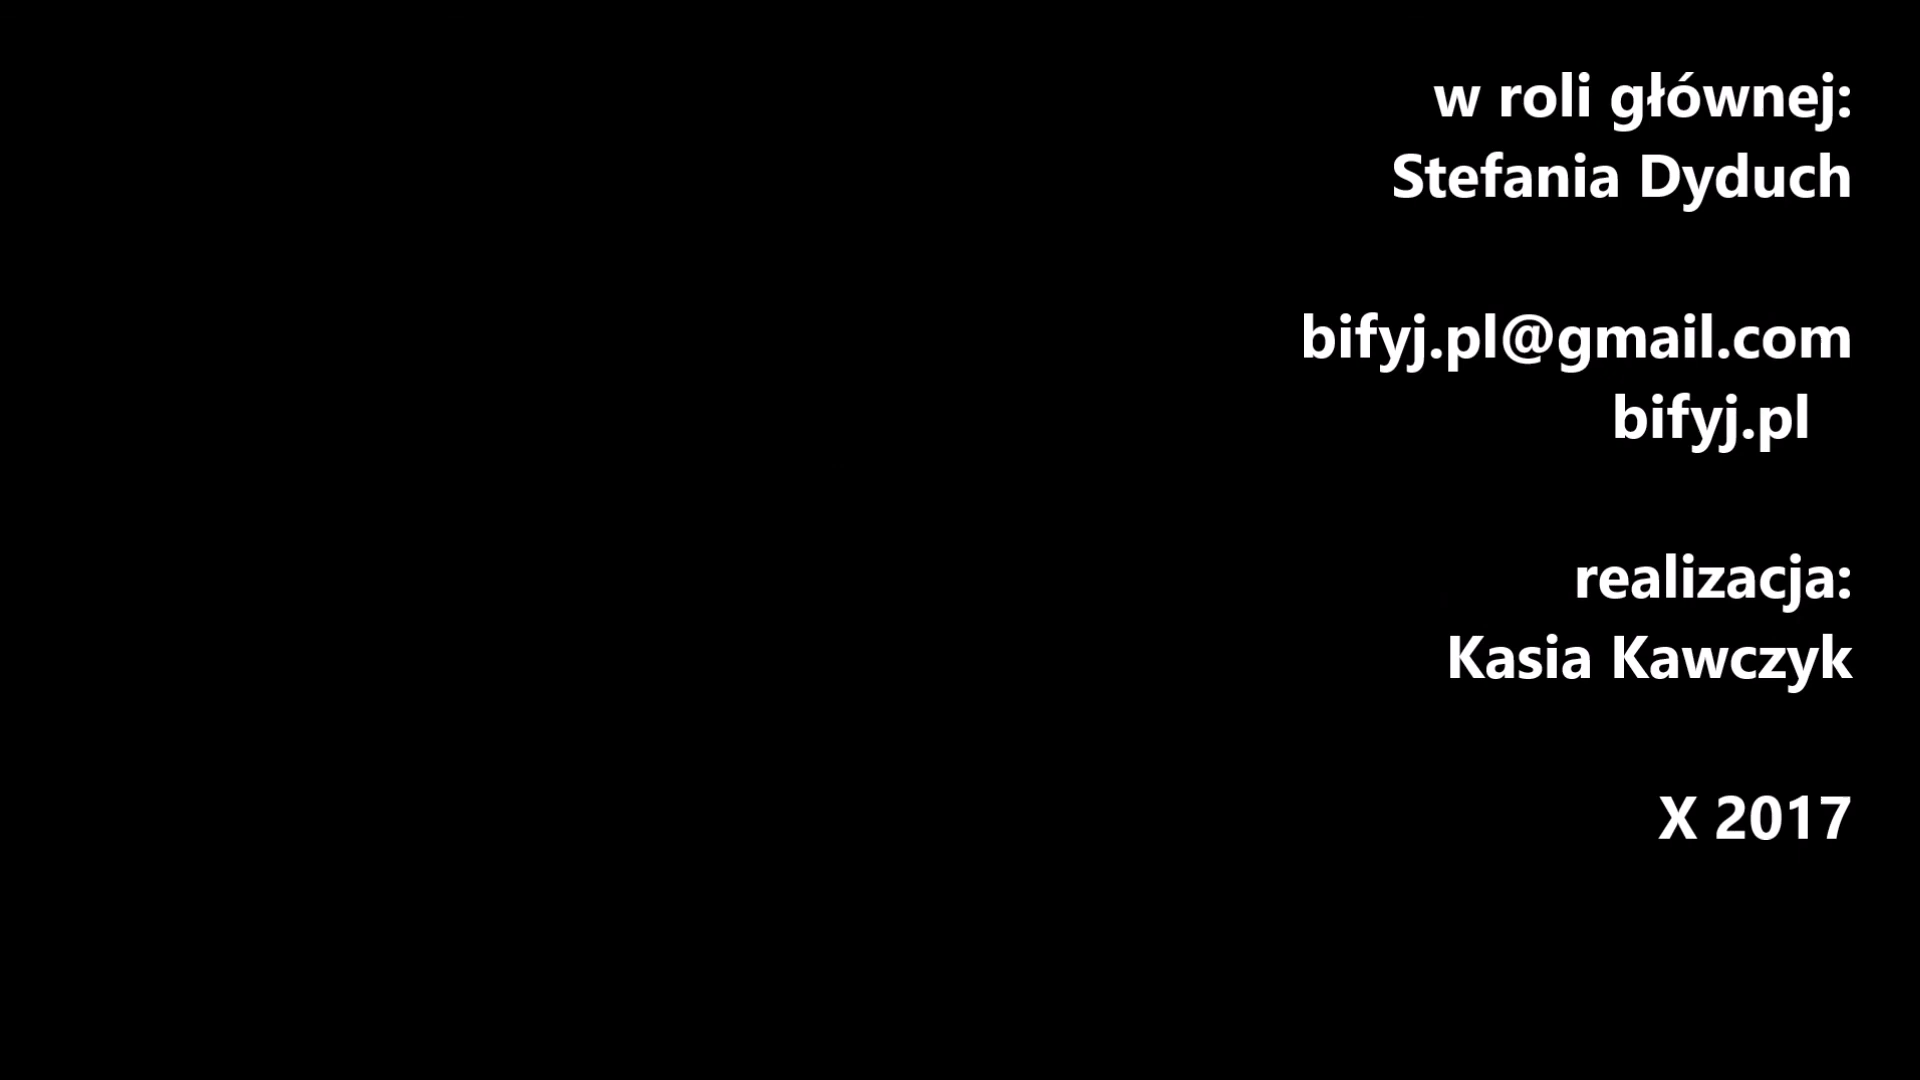 w roli głównej:
Stefania Dyduch
bifyj.pl@gmail.com
bifyj.pl
realizacja:
Kasia Kawczyk
X 2017